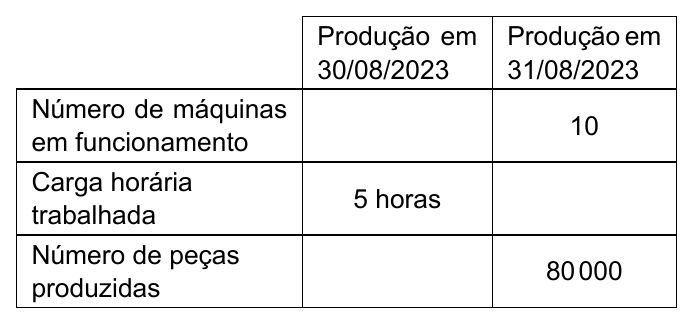 Produção em Produção em
30/08/2023 31/08/2023
Número de máquinas
em funcionamento
10
Carga horária
trabalhada
5 horas
Número de peças
produzidas
80 000